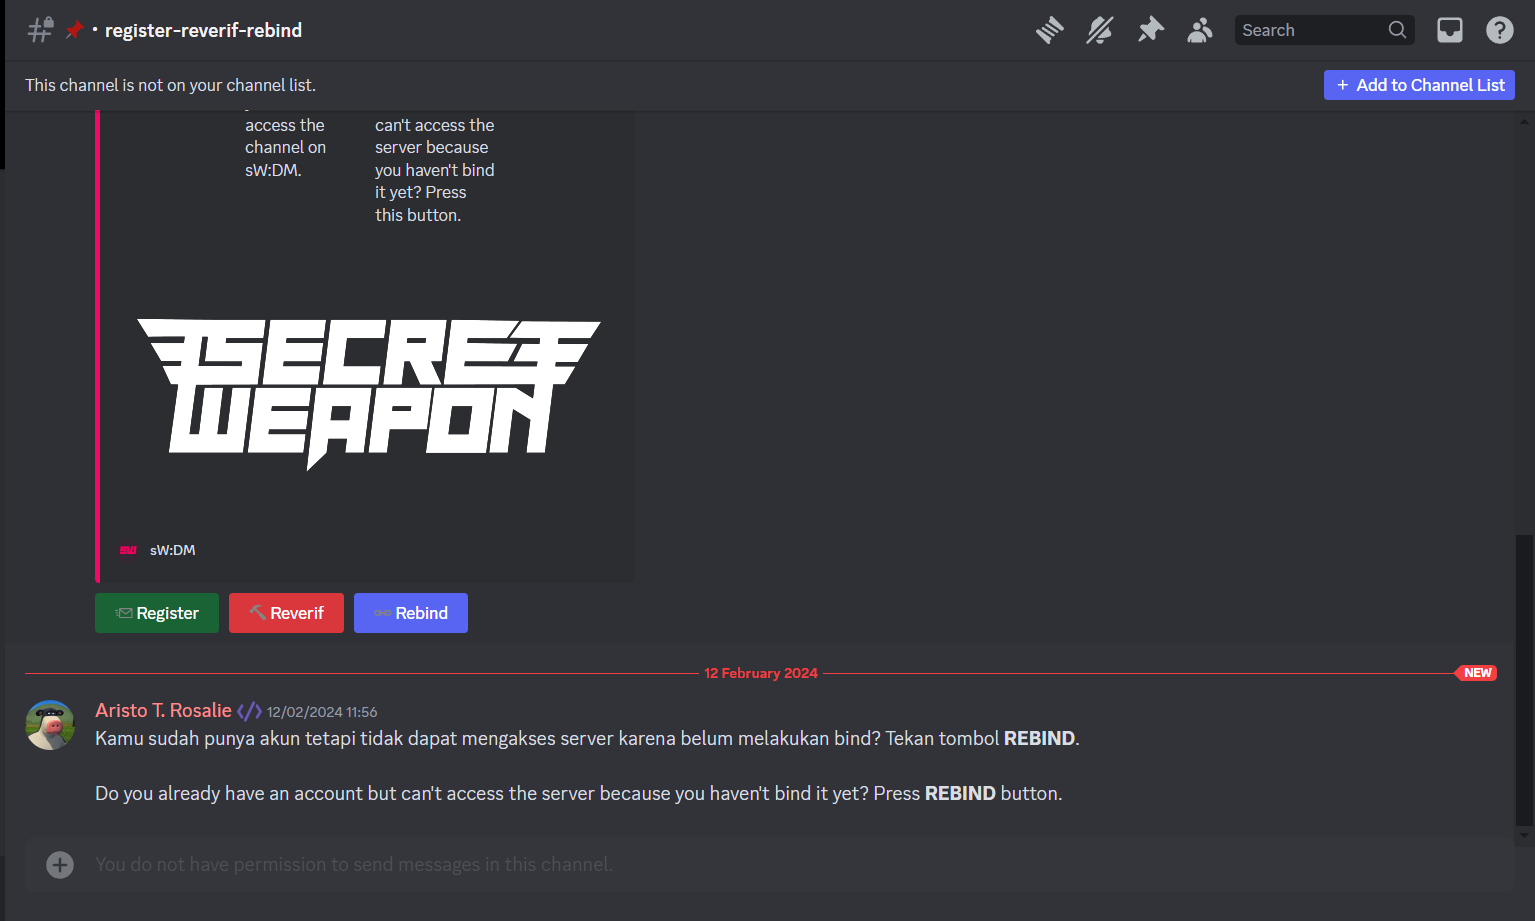 • register-reverif-rebind
Search
This channel is not on your channel list.
+ Add to Channel List
access the
channel on
sW:DM.
can't access the
server because
you haven't bind
it yet? Press
this button.
SECRET
WEAPON
sW sW:DM
Register
Reverif
Rebind
12 February 2024
NEW
Aristo T. Rosalie </> 12/02/2024 11:56
Kamu sudah punya akun tetapi tidak dapat mengakses server karena belum melakukan bind? Tekan tombol REBIND.
Do you already have an account but can't access the server because you haven't bind it yet? Press REBIND button.
You do not have permission to send messages in this channel.